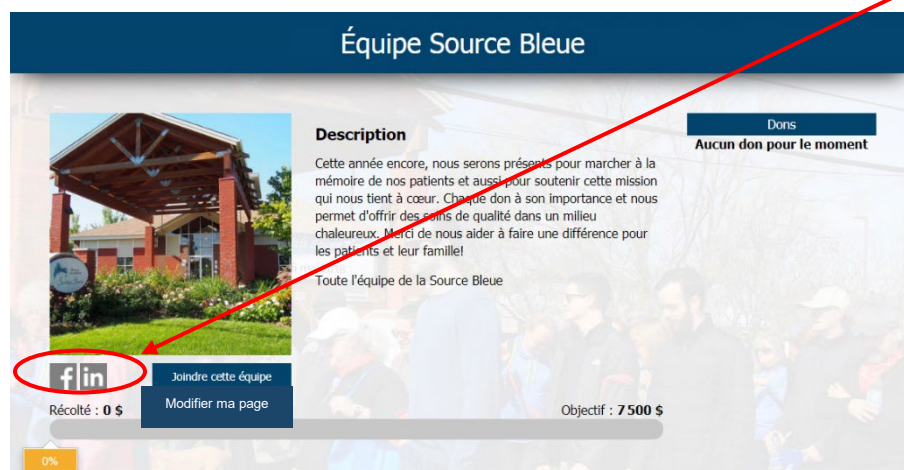 Équipe Source Bleue
Description
Cette année encore, nous serons présents pour marcher à la
mémoire de nos patients et aussi pour soutenir cette mission
qui nous tient à cœur. Chaque don à son importance et nous
permet d'offrir des soins de qualité dans un milieu
chaleureux. Merci de nous aider à faire une différence pour
les patients et leur famille!
Toute l'équipe de la Source Bleue
Dons
Aucun don pour le moment
f in
Joindre cette équipe
Modifier ma page
Récolté : 0 $
Objectif : 7 500 $
0%